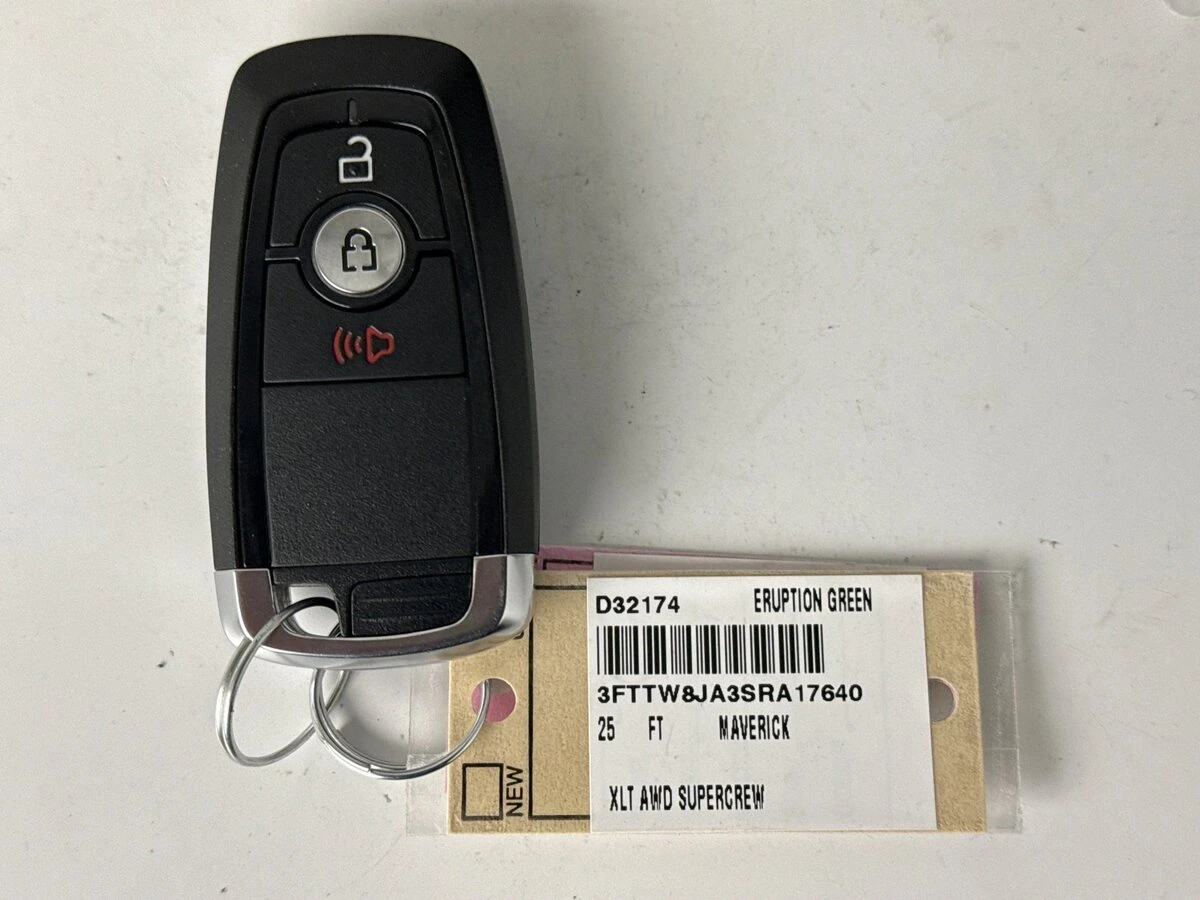 D32174 ERUPTION GREEN
3FTTW8JA3SRA17640
25 FT MAVERICK
XLT AWD SUPERCREW
NEW